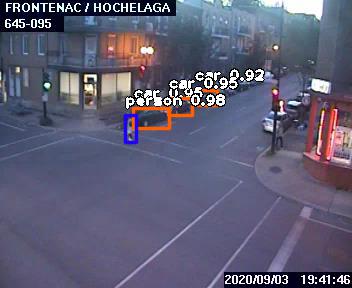 FRONTENAC / HOCHELAGA
645-095
car 0.92
car 0.95
car 0.95
person 0.98
2020/09/03 19:41:46